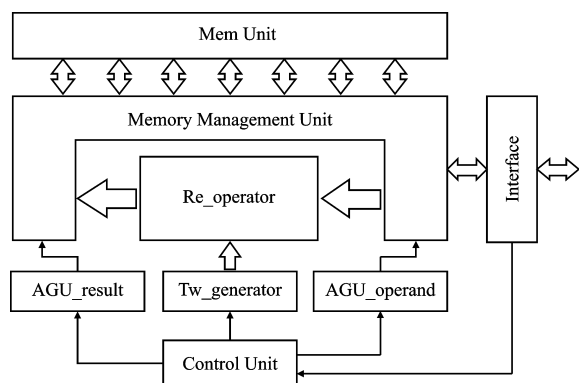 Mem Unit
Memory Management Unit
Interface
Re_operator
AGU_result
Tw_generator
AGU_operand
Control Unit